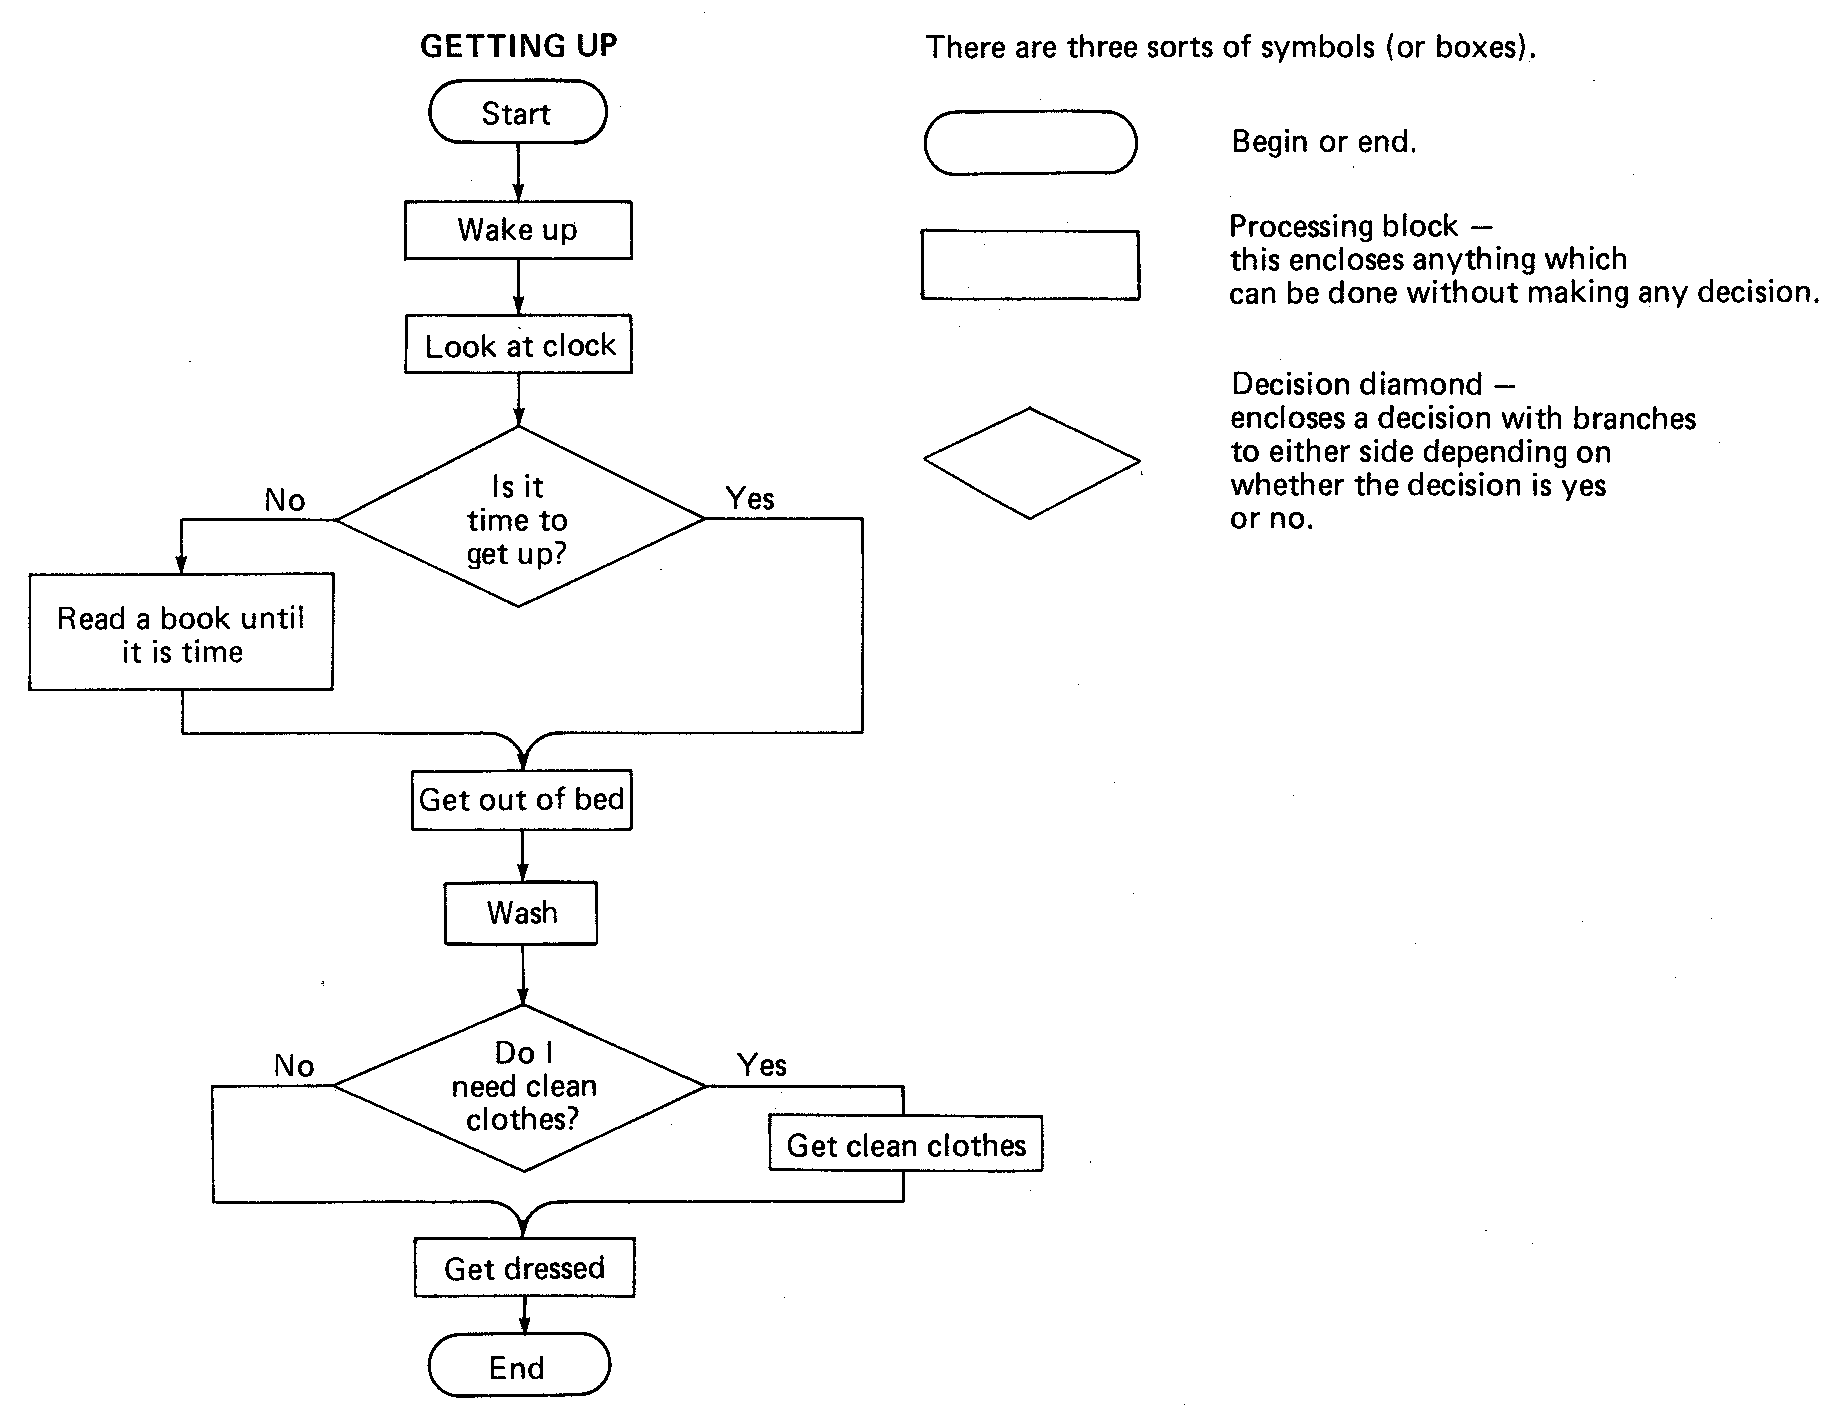 GETTING UP
Start
Wake up
Look at clock
Is it
time to
get up?
No
Yes
Read a book until
it is time
Get out of bed
Wash
Do I
need clean
clothes?
No
Yes
Get clean clothes
Get dressed
End
There are three sorts of symbols (or boxes).
Begin or end.
Processing block —
this encloses anything which
can be done without making any decision.
Decision diamond —
encloses a decision with branches
to either side depending on
whether the decision is yes
or no.